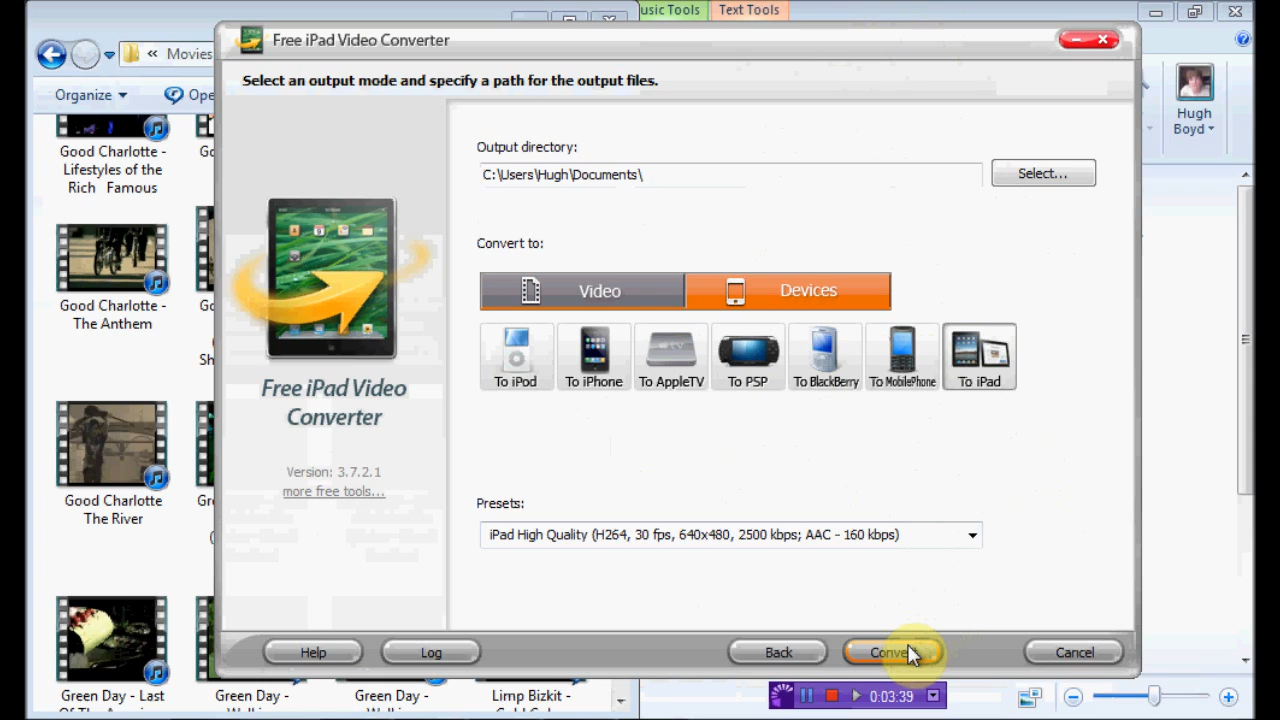 usic Tools
Text Tools
Free iPad Video Converter
« Movies
Select an output mode and specify a path for the output files.
Organize
Ope
Hugh
Boyd
Good Charlotte -
Lifestyles of the
Rich Famous
Output directory:
C:\Users\Hugh\Documents\
Select...
Convert to:
Video
Devices
Good Charlotte -
The Anthem
Sh
To iPod
To iPhone
To AppleTV
To PSP
To BlackBerry
To MobilePhone
To iPad
Free iPad Video
Converter
Version: 3.7.2.1
more free tools...
Good Charlotte
The River
Gr
Presets:
iPad High Quality (H264, 30 fps, 640x480, 2500 kbps; AAC - 160 kbps)
Help
Log
Back
Conve
Cancel
Green Day - Last
Green Day -
Green Day -
Limp Bizkit -
0:03:39